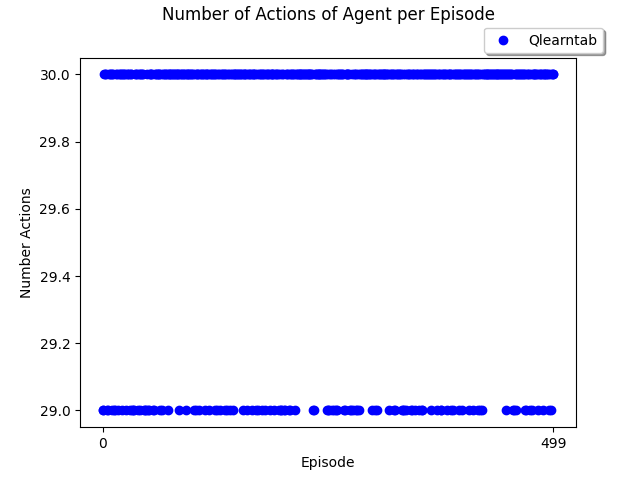 Number of Actions of Agent per Episode
Qlearntab
30.0
29.8
29.6
29.4
29.2
29.0
Number Actions
0
499
Episode